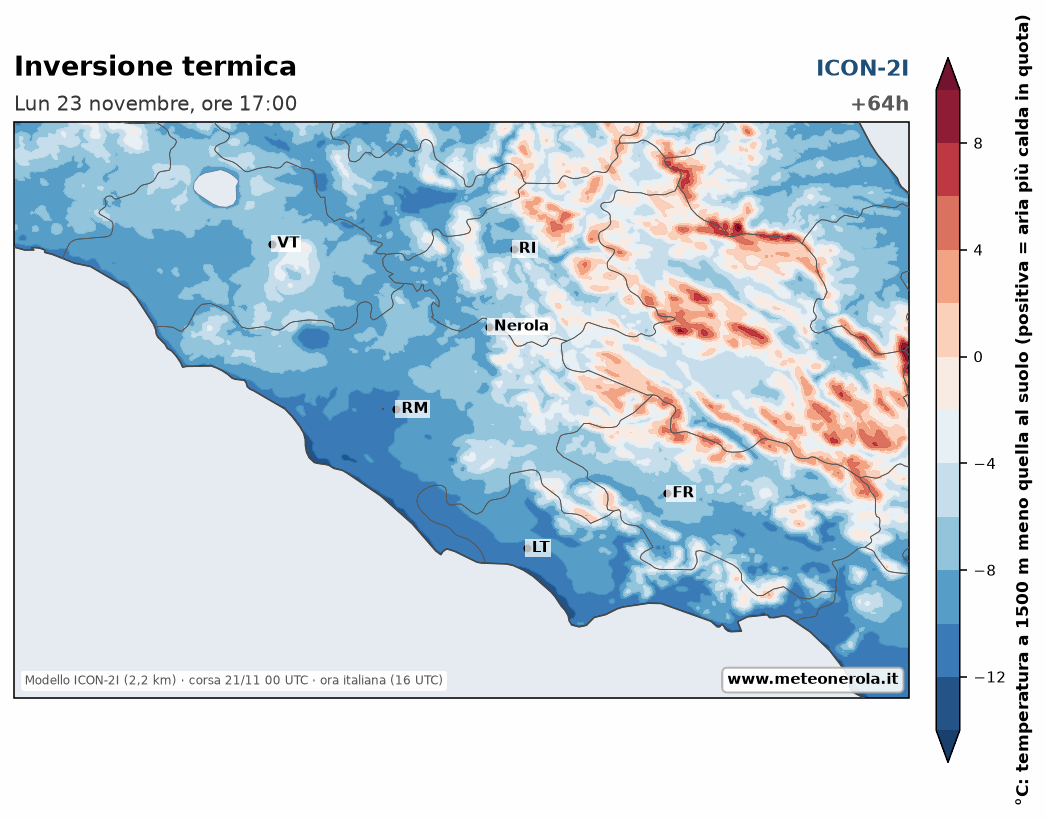 Inversione termica
ICON-2I
Lun 23 novembre, ore 17:00
+64h
VT
RI
Nerola
RM
FR
LT
Modello ICON-2I (2,2 km) · corsa 21/11 00 UTC · ora italiana (16 UTC)
www.meteonerola.it
8
4
0
−4
−8
−12
°C: temperatura a 1500 m meno quella al suolo (positiva = aria più calda in quota)